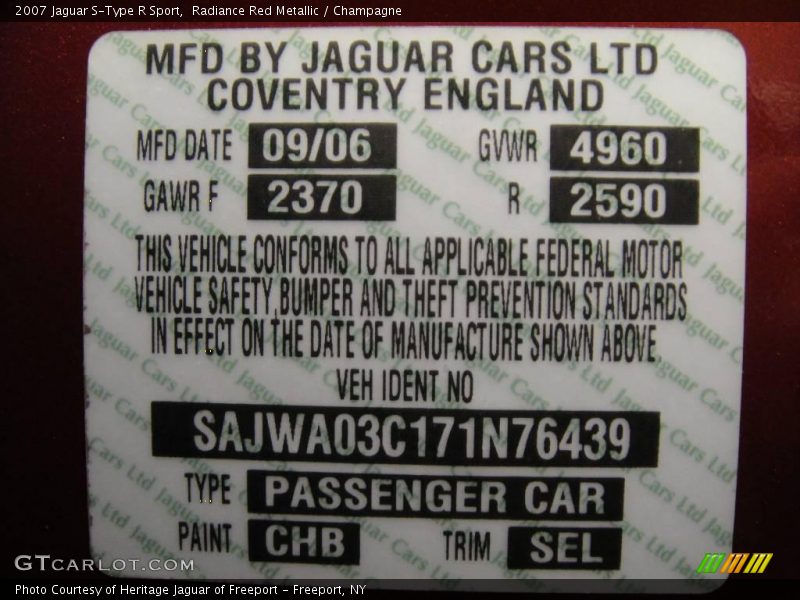 2007 Jaguar S-Type R Sport,  Radiance Red Metallic / Champagne
MFD BY JAGUAR CARS LTD
COVENTRY ENGLAND
MFD DATE 09/06 GVWR 4960
GAWR F 2370 R 2590
THIS VEHICLE CONFORMS TO ALL APPLICABLE FEDERAL MOTOR
VEHICLE SAFETY,BUMPER AND THEFT PREVENTION STANDARDS
IN EFFECT ON THE DATE OF MANUFACTURE SHOWN ABOVE.
VEH IDENT NO
SAJWA03C171N76439
TYPE PASSENGER CAR
PAINT CHB TRIM SEL
GTCARLOT.COM
Photo Courtesy of Heritage Jaguar of Freeport - Freeport, NY